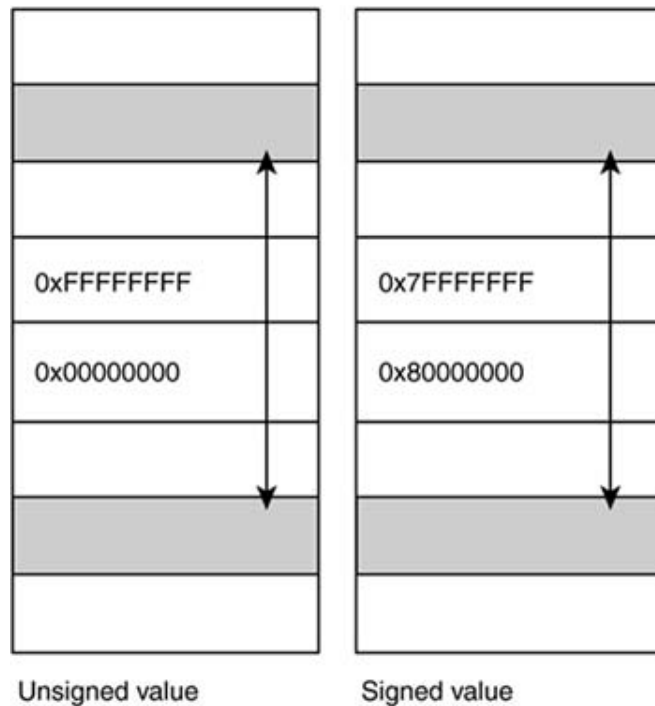 0xFFFFFFFF
0x00000000
Unsigned value
0x7FFFFFFF
0x80000000
Signed value